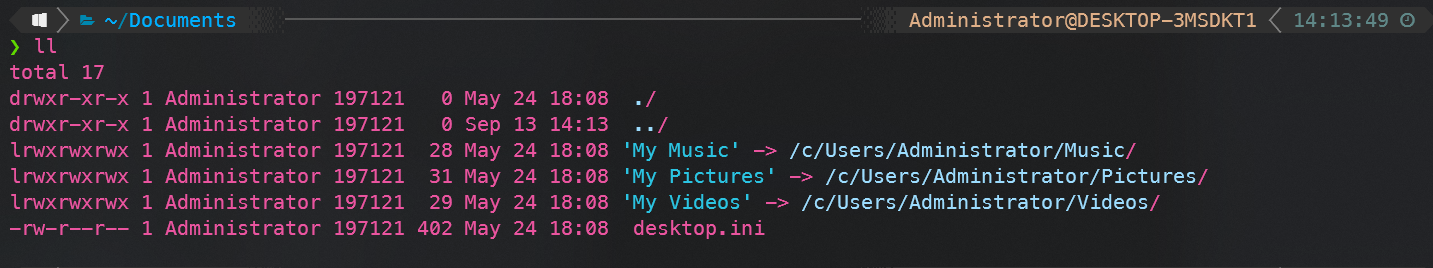 ~/Documents Administrator@DESKTOP-3MSDKT1 14:13:49
❯ ll
total 17
drwxr-xr-x 1 Administrator 197121   0 May 24 18:08  ./
drwxr-xr-x 1 Administrator 197121   0 Sep 13 14:13  ../
lrwxrwxrwx 1 Administrator 197121  28 May 24 18:08 'My Music' -> /c/Users/Administrator/Music/
lrwxrwxrwx 1 Administrator 197121  31 May 24 18:08 'My Pictures' -> /c/Users/Administrator/Pictures/
lrwxrwxrwx 1 Administrator 197121  29 May 24 18:08 'My Videos' -> /c/Users/Administrator/Videos/
-rw-r--r-- 1 Administrator 197121 402 May 24 18:08  desktop.ini